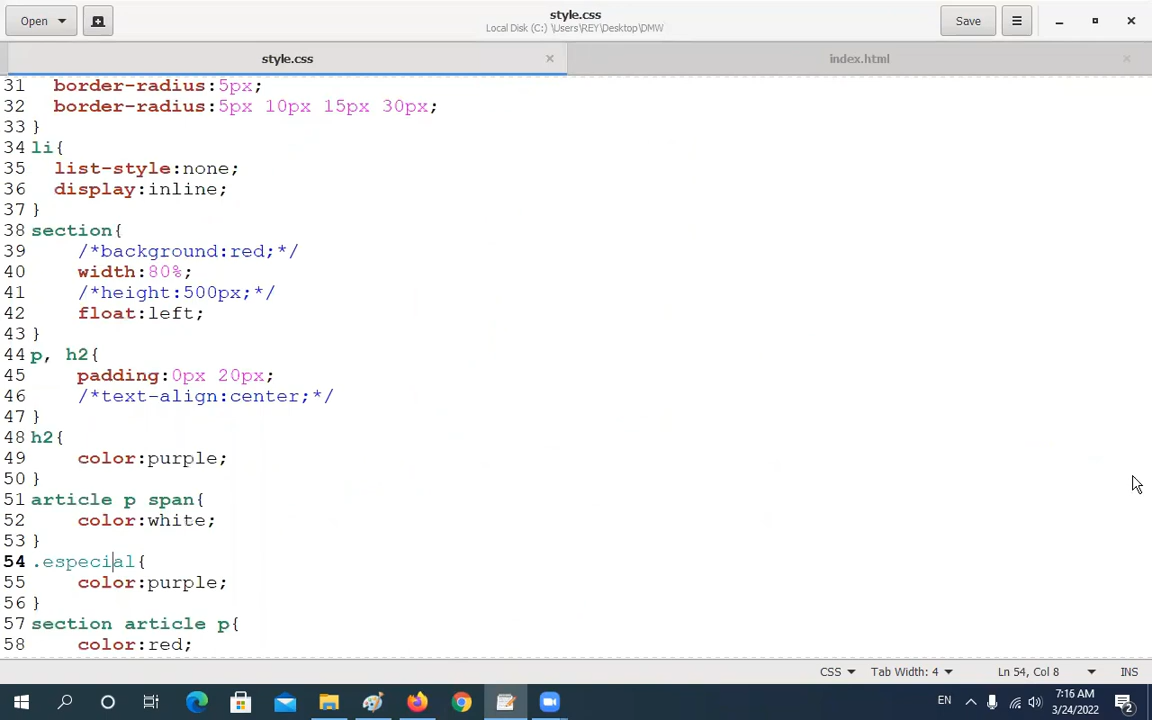 Open
style.css
Local Disk (C:) \Users\REY\Desktop\DMW
Save
style.css
index.html
31 border-radius:5px;
32 border-radius:5px 10px 15px 30px;
33 }
34 li{
35 list-style:none;
36 display:inline;
37 }
38 section{
39 /*background:red;*/
40 width:80%;
41 /*height:500px;*/
42 float:left;
43 }
44 p, h2{
45 padding:0px 20px;
46 /*text-align:center;*/
47 }
48 h2{
49 color:purple;
50 }
51 article p span{
52 color:white;
53 }
54 .especial{
55 color:purple;
56 }
57 section article p{
58 color:red;
CSS Tab Width: 4 Ln 54, Col 8 INS
EN 7:16 AM
3/24/2022 2